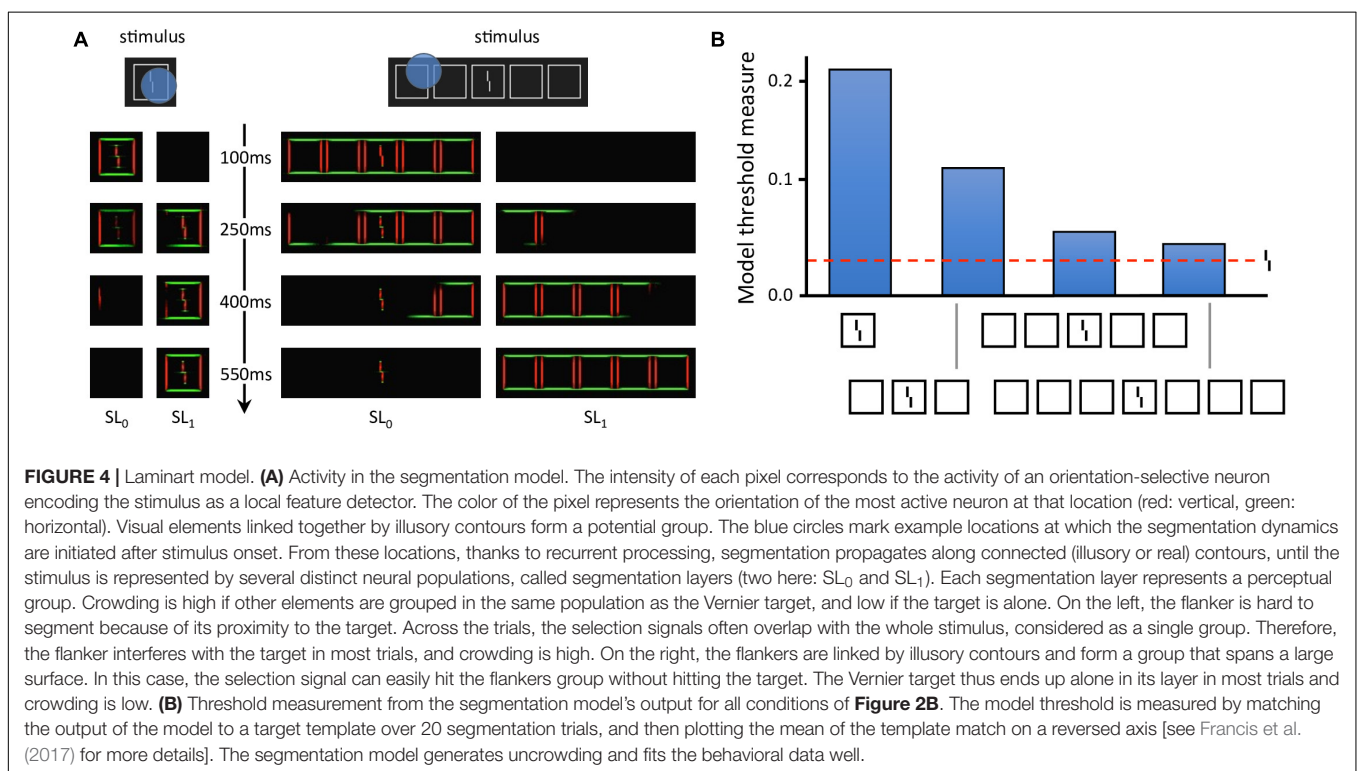 A
stimulus
stimulus
100ms
250ms
400ms
550ms
SL0
SL1
SL0
SL1
B
Model threshold measure
0.2
0.1
0.0
FIGURE 4 | Laminart model. (A) Activity in the segmentation model. The intensity of each pixel corresponds to the activity of an orientation-selective neuron
encoding the stimulus as a local feature detector. The color of the pixel represents the orientation of the most active neuron at that location (red: vertical, green:
horizontal). Visual elements linked together by illusory contours form a potential group. The blue circles mark example locations at which the segmentation dynamics
are initiated after stimulus onset. From these locations, thanks to recurrent processing, segmentation propagates along connected (illusory or real) contours, until the
stimulus is represented by several distinct neural populations, called segmentation layers (two here: SL0 and SL1). Each segmentation layer represents a perceptual
group. Crowding is high if other elements are grouped in the same population as the Vernier target, and low if the target is alone. On the left, the flanker is hard to
segment because of its proximity to the target. Across the trials, the selection signals often overlap with the whole stimulus, considered as a single group. Therefore,
the flanker interferes with the target in most trials, and crowding is high. On the right, the flankers are linked by illusory contours and form a group that spans a large
surface. In this case, the selection signal can easily hit the flankers group without hitting the target. The Vernier target thus ends up alone in its layer in most trials and
crowding is low. (B) Threshold measurement from the segmentation model's output for all conditions of Figure 2B. The model threshold is measured by matching
the output of the model to a target template over 20 segmentation trials, and then plotting the mean of the template match on a reversed axis [see Francis et al.
(2017) for more details]. The segmentation model generates uncrowding and fits the behavioral data well.